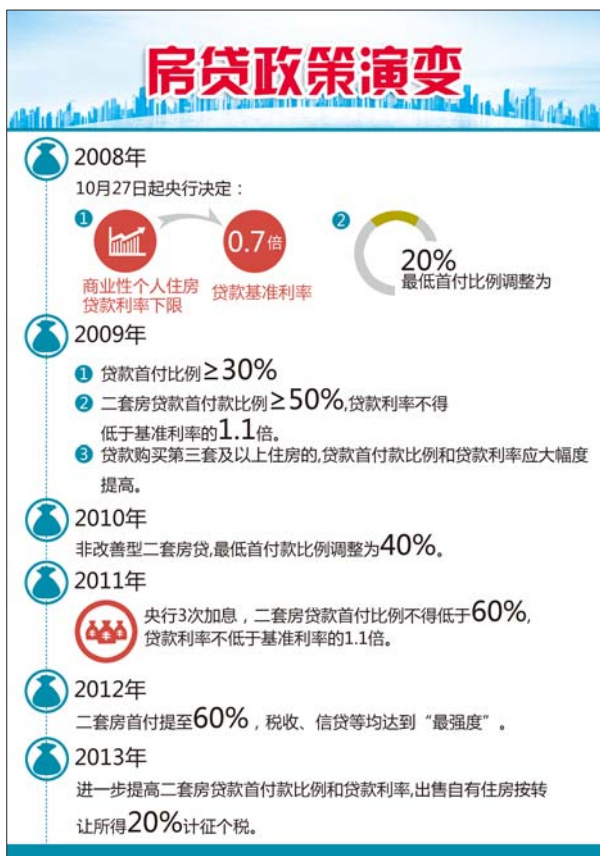 房贷政策演变
2008年
10月27日起央行决定：
1
商业性个人住房
贷款利率下限
0.7倍
贷款基准利率
2
20%
最低首付比例调整为
2009年
1 贷款首付比例≥30%
2 二套房贷款首付款比例≥50%,贷款利率不得
低于基准利率的1.1倍。
3 贷款购买第三套及以上住房的,贷款首付款比例和贷款利率应大幅度
提高。
2010年
非改善型二套房贷,最低首付款比例调整为40%。
2011年
央行3次加息，二套房贷款首付比例不得低于60%,
贷款利率不低于基准利率的1.1倍。
2012年
二套房首付提至60%，税收、信贷等均达到“最强度”。
2013年
进一步提高二套房贷款首付款比例和贷款利率,出售自有住房按转
让所得20%计征个税。